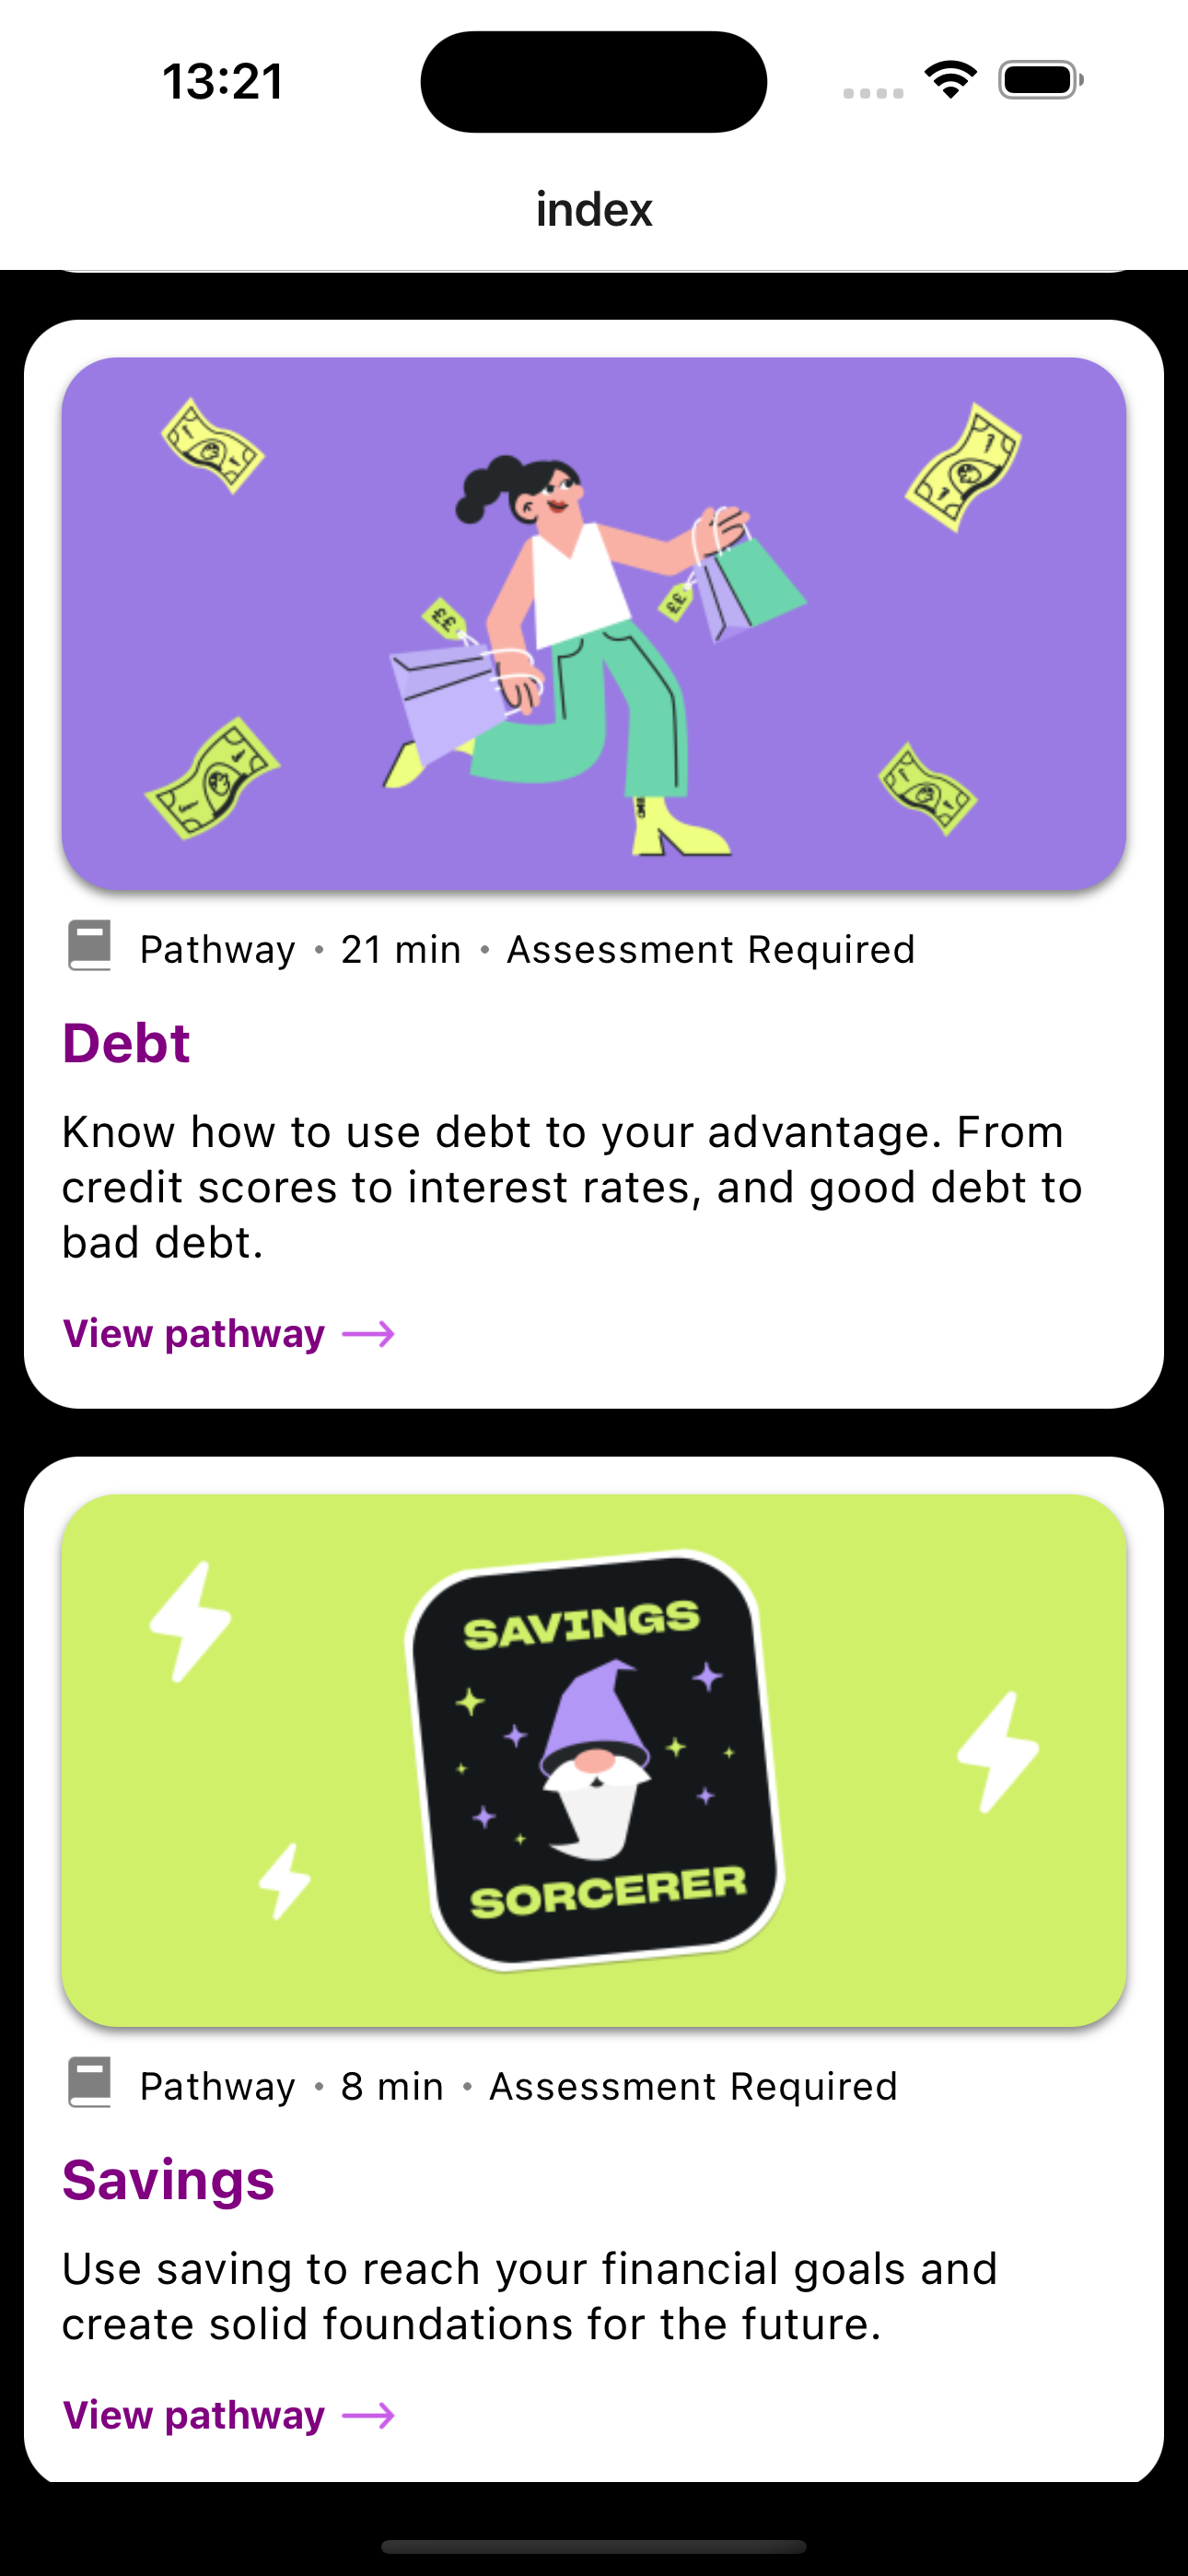 13:21
index
££
££
Pathway • 21 min • Assessment Required
Debt
Know how to use debt to your advantage. From
credit scores to interest rates, and good debt to
bad debt.
View pathway →
SAVINGS
SORCERER
Pathway • 8 min • Assessment Required
Savings
Use saving to reach your financial goals and
create solid foundations for the future.
View pathway →